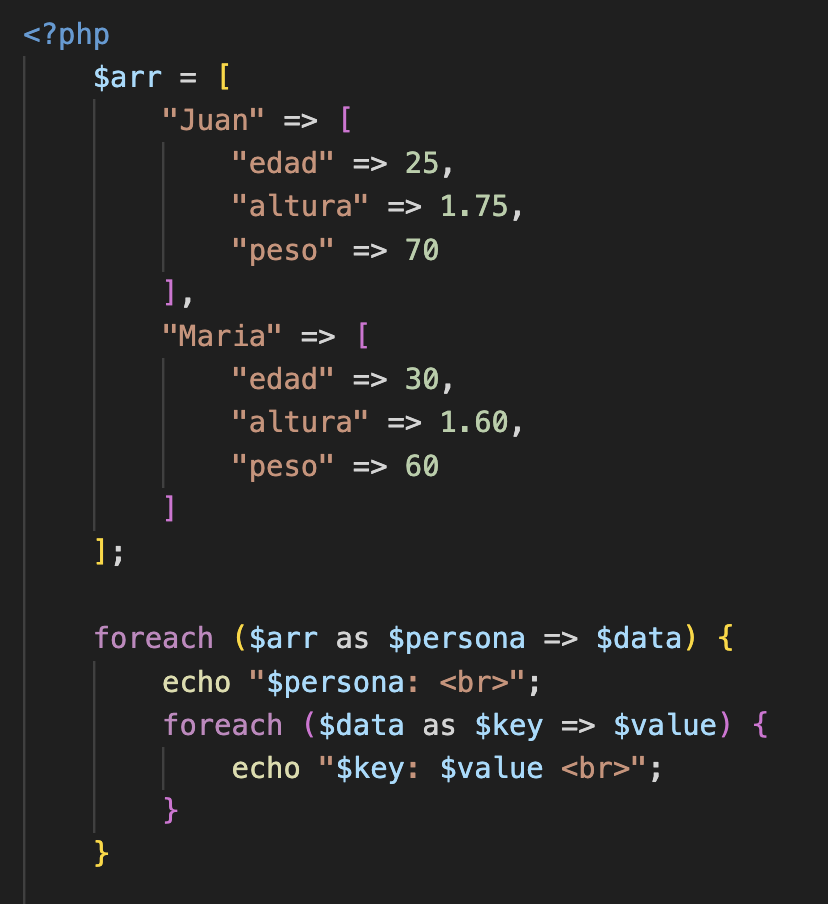 <?php
    $arr = [
        "Juan" => [
            "edad" => 25,
            "altura" => 1.75,
            "peso" => 70
        ],
        "Maria" => [
            "edad" => 30,
            "altura" => 1.60,
            "peso" => 60
        ]
    ];

    foreach ($arr as $persona => $data) {
        echo "$persona: <br>";
        foreach ($data as $key => $value) {
            echo "$key: $value <br>";
        }
    }